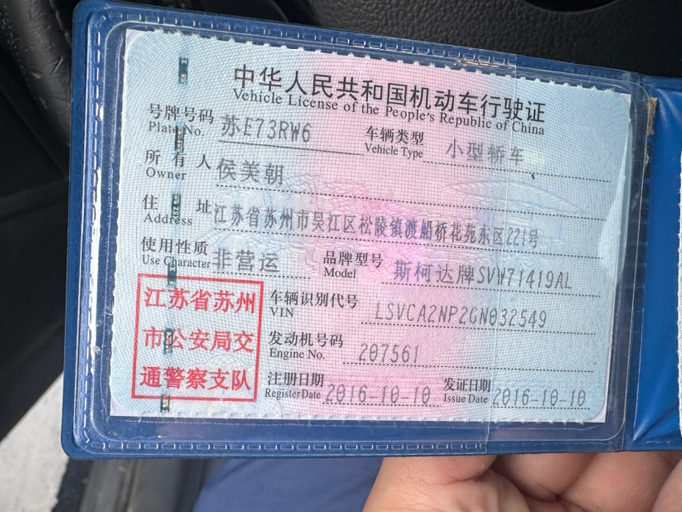 中华人民共和国机动车行驶证
Vehicle License of the People's Republic of China
号牌号码 苏E73RW6 车辆类型 小型轿车
Plate No. Vehicle Type
所有人 侯美朝
Owner
住址 江苏省苏州市吴江区松陵镇渡船桥花苑东区221号
Address
使用性质 非营运 品牌型号 斯柯达牌SVW71419AL
Use Character Model
车辆识别代号 LSVCA2NP2GN032549
VIN
发动机号码 207561
Engine No.
注册日期 2016-10-10 发证日期 2016-10-10
Register Date Issue Date
江苏省苏州
市公安局交
通警察支队